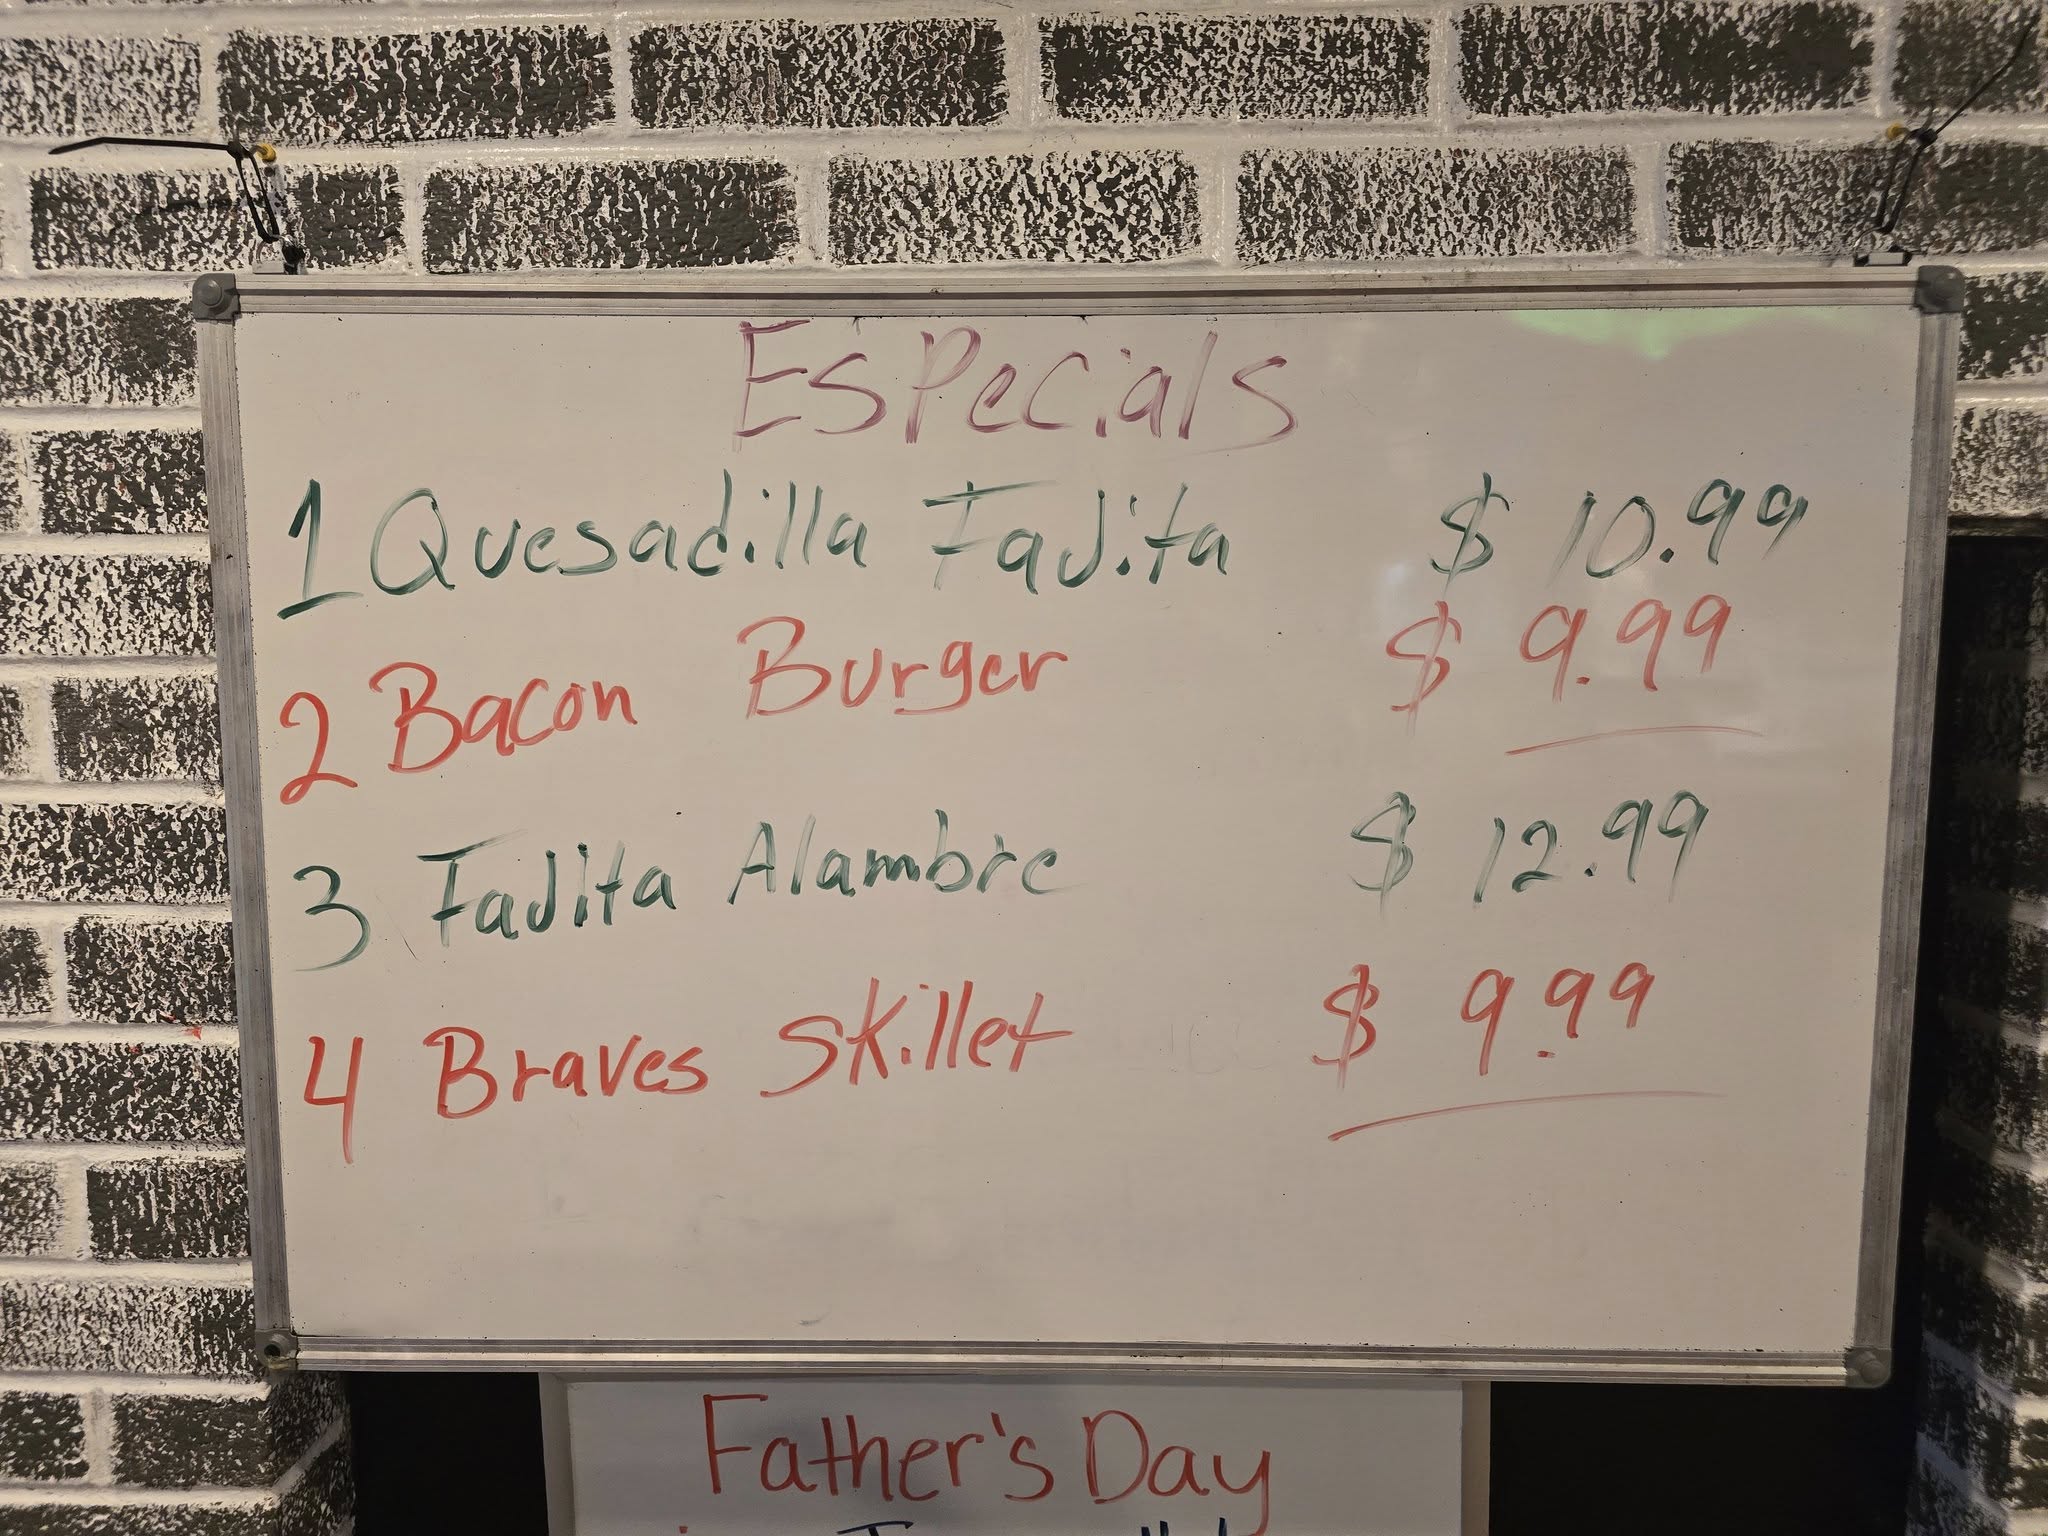 Especials
1 Quesadilla Fajita $ 10.99
2 Bacon Burger $ 9.99
3 Fajita Alambre $ 12.99
4 Braves Skillet $ 9.99
Father's Day